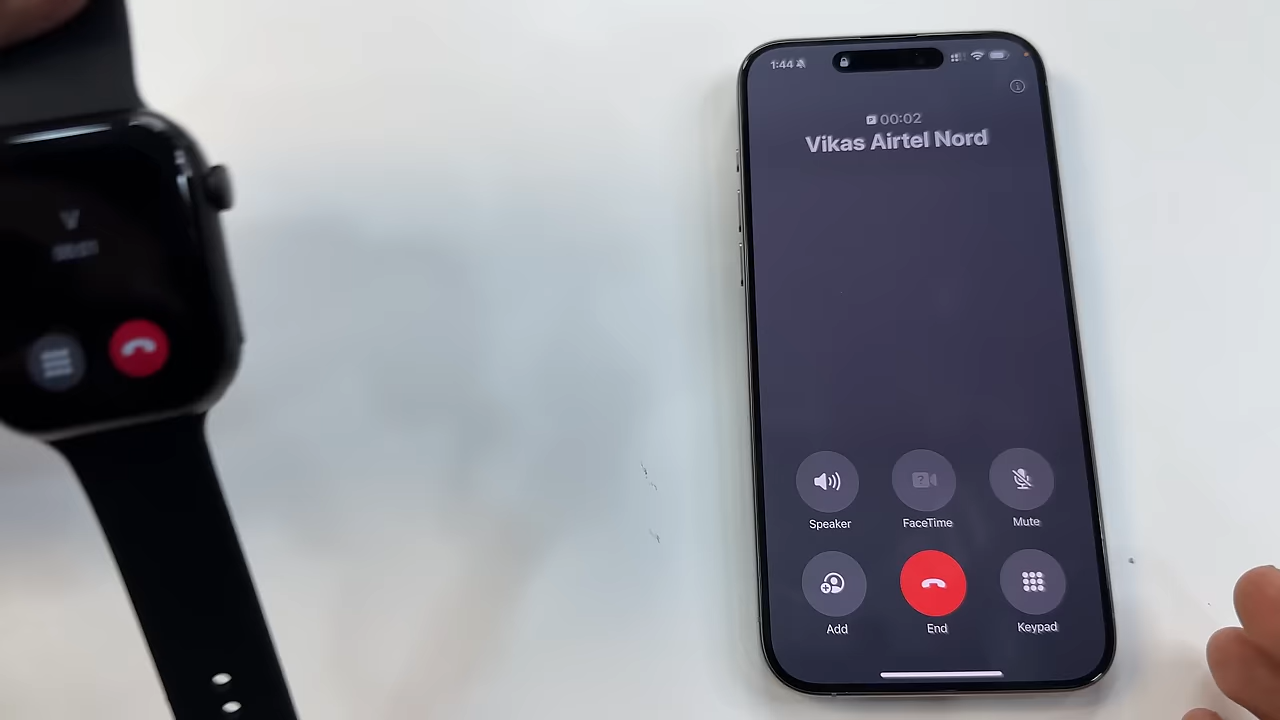 1:44
P 00:02
Vikas Airtel Nord
Speaker
FaceTime
Mute
Add
End
Keypad
V